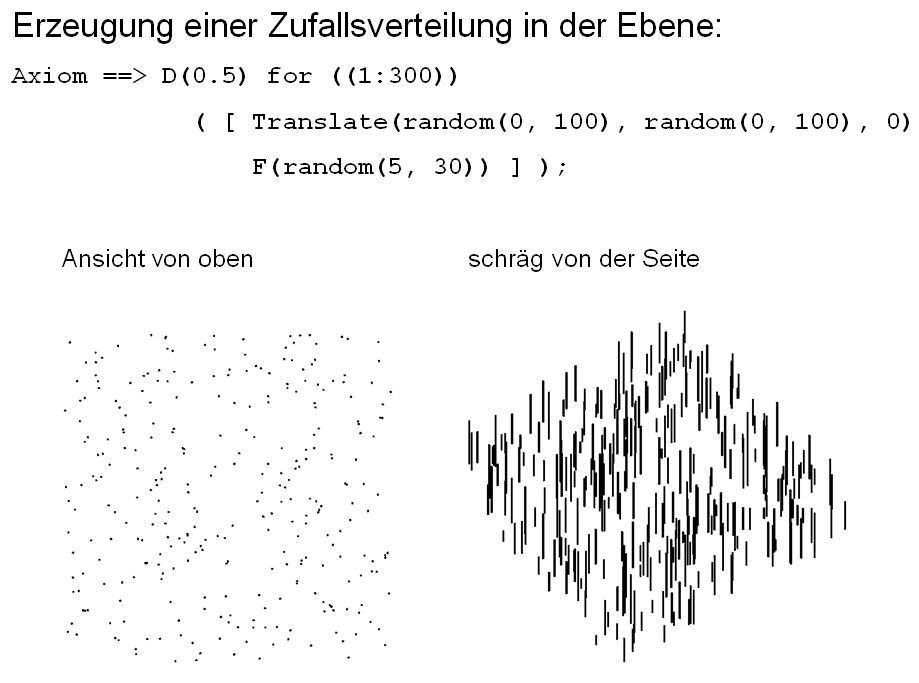 Erzeugung einer Zufallsverteilung in der Ebene:
Axiom ==> D(0.5) for ((1:300))
( [ Translate(random(0, 100), random(0, 100), 0)
F(random(5, 30)) ] );
Ansicht von oben
schräg von der Seite